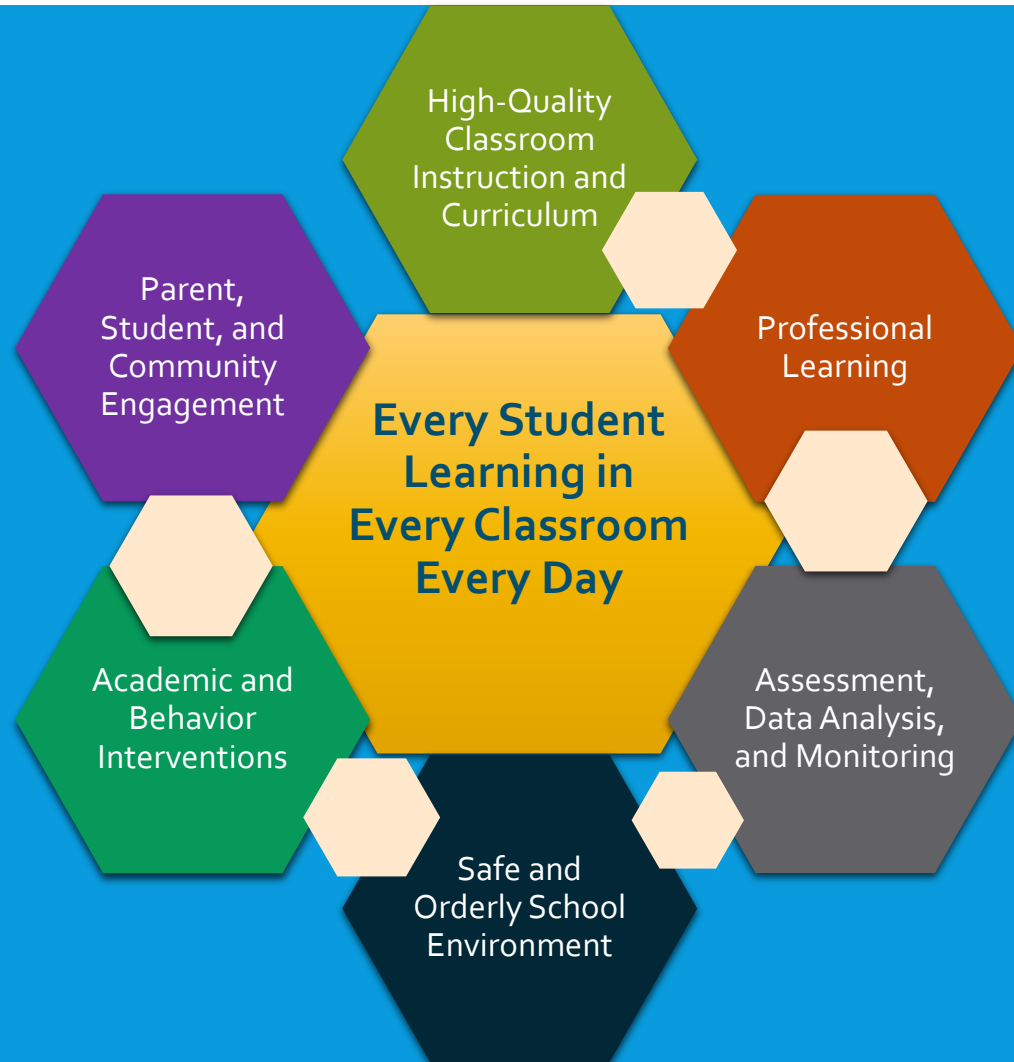 High-Quality
Classroom
Instruction and
Curriculum
Parent,
Student, and
Community
Engagement
Professional
Learning
Every Student
Learning in
Every Classroom
Every Day
Academic and
Behavior
Interventions
Assessment,
Data Analysis,
and Monitoring
Safe and
Orderly School
Environment